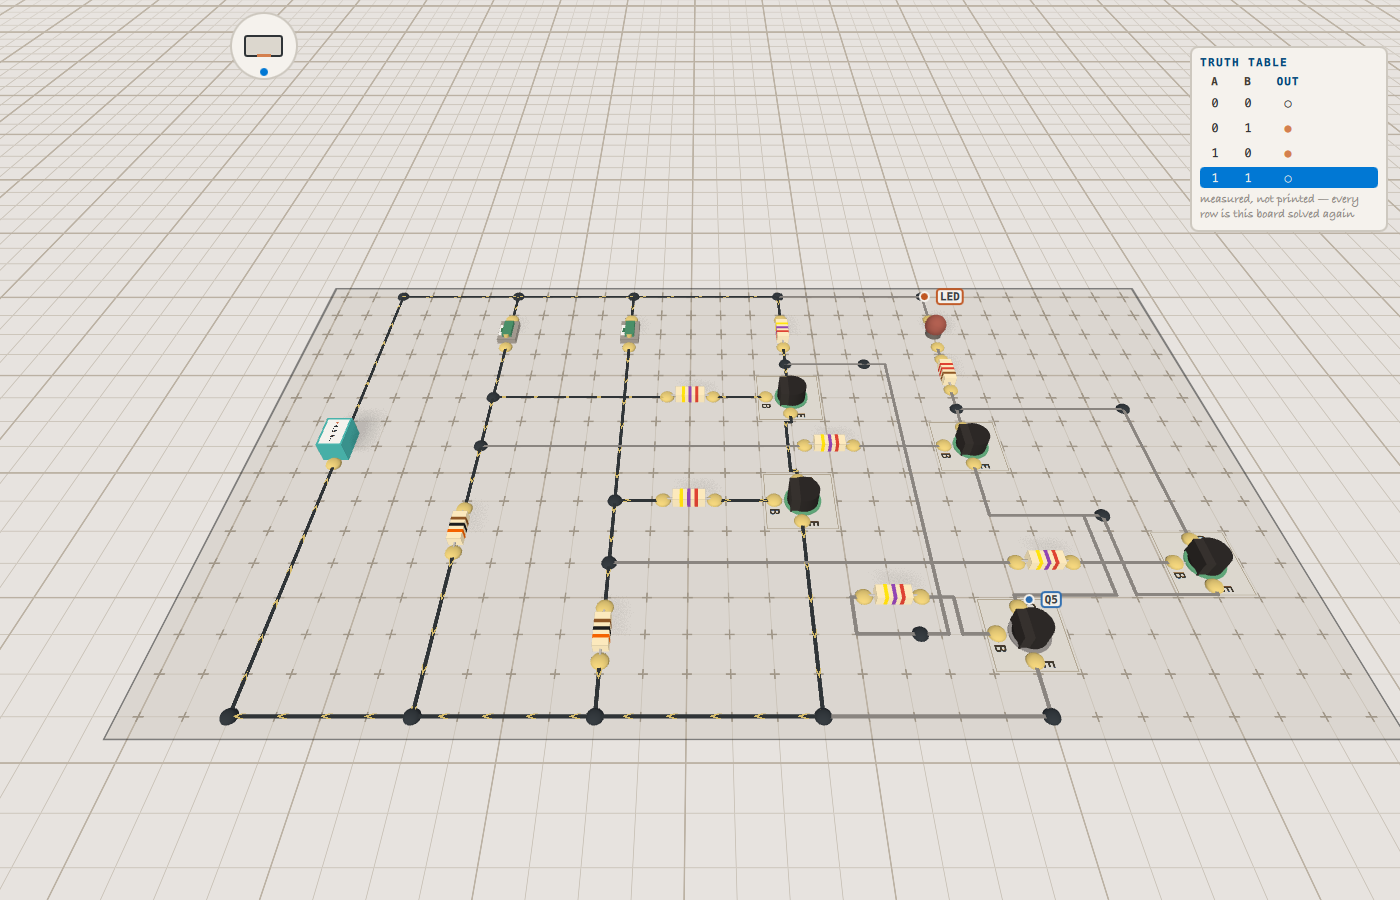 TRUTH TABLE
A B OUT
0 0
0 1
1 0
1 1
measured, not printed — every
row is this board solved again
LED
B E
B E
B E
B E
Q5
B E